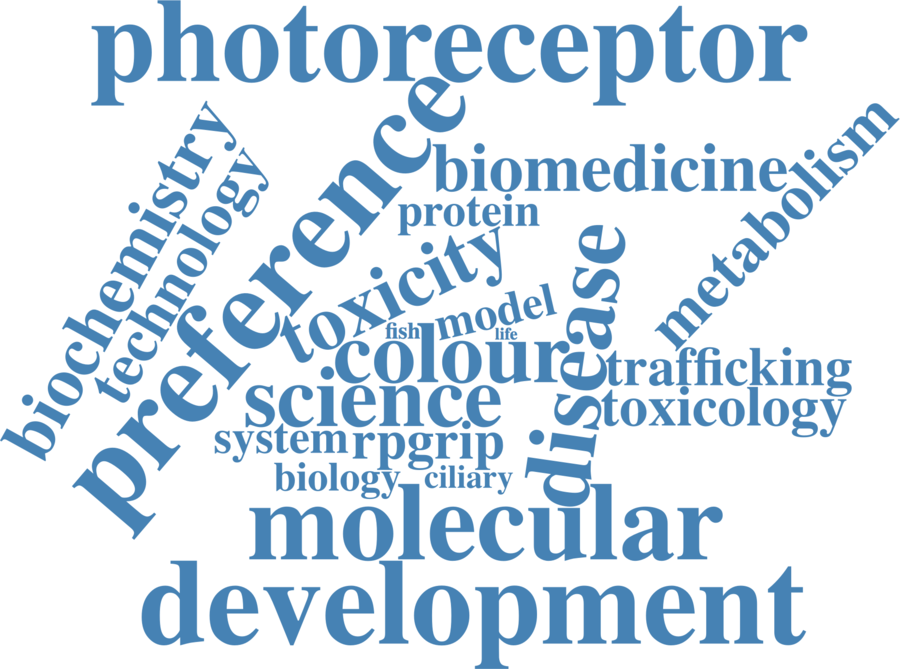 photoreceptor
preference
biochemistry
technology
biomedicine
metabolism
protein
toxicity
disease
model
fish
life
colour
trafficking
science
toxicology
system
rpgrip
biology
ciliary
molecular
development